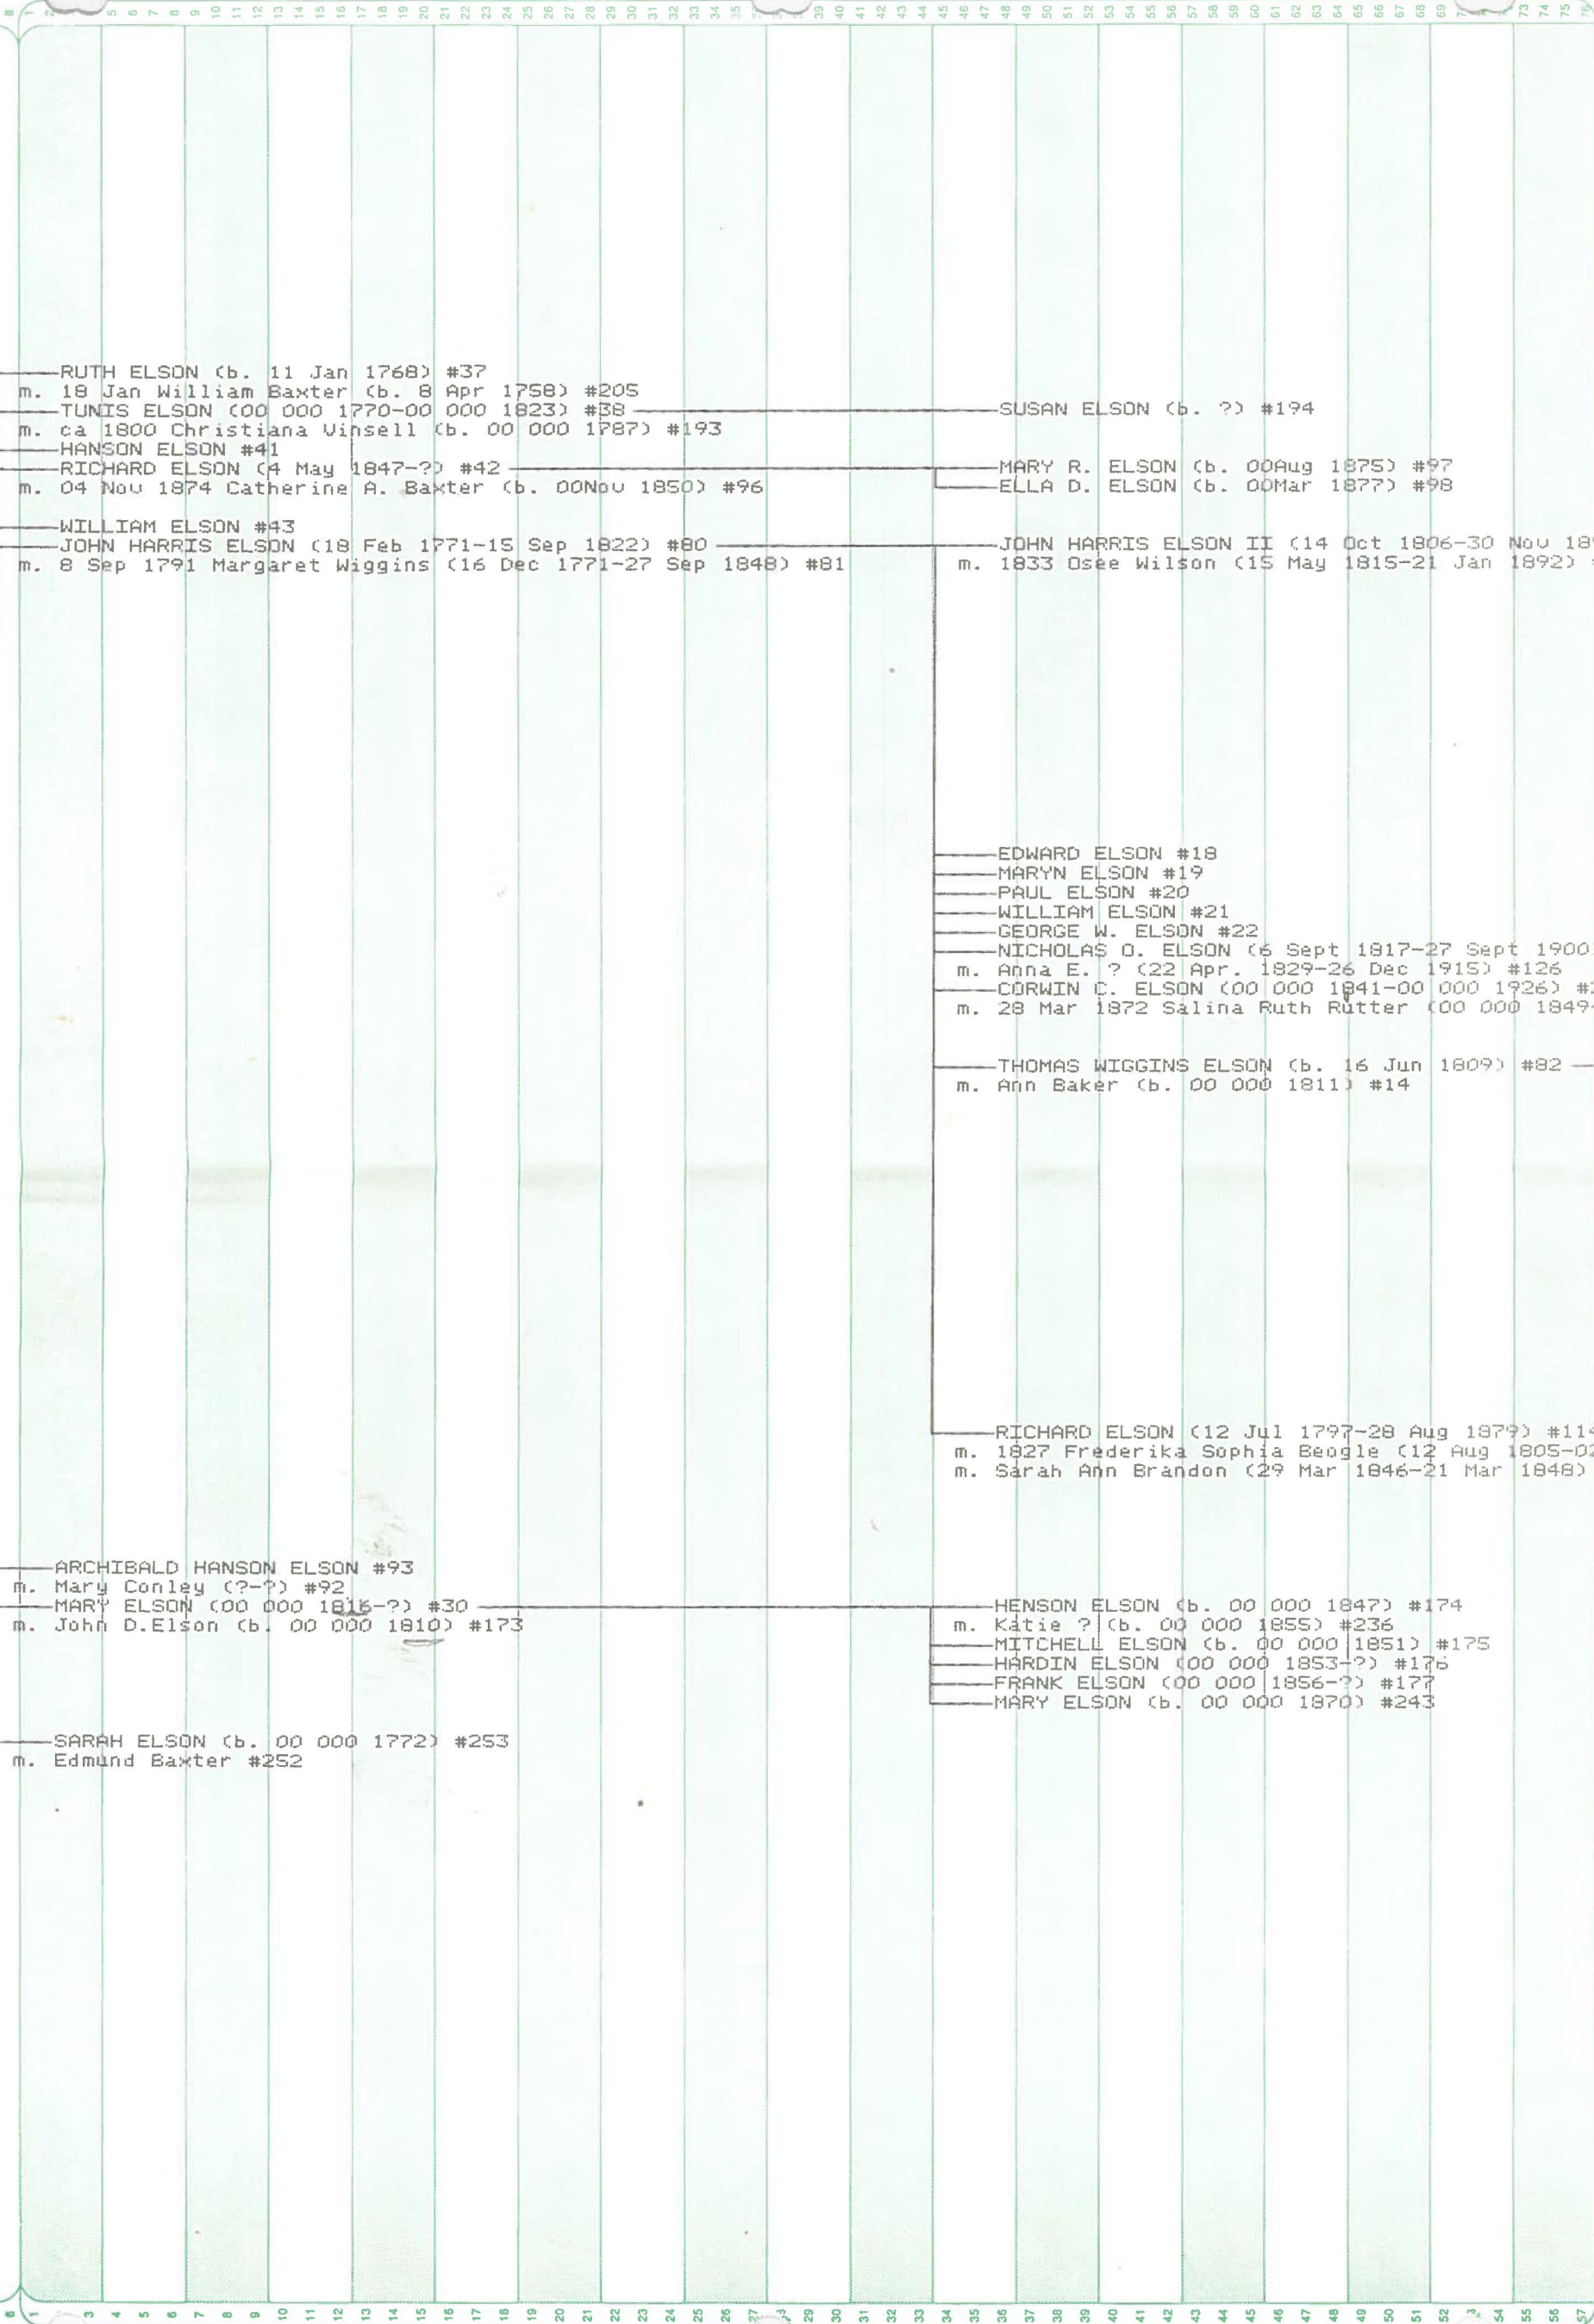 RUTH ELSON (b. 11 Jan 1768) #37
m. 18 Jan William Baxter (b. 8 Apr 1758) #205
TUNIS ELSON (00 000 1770-00 000 1823) #38
SUSAN ELSON (b. ?) #194
m. ca 1800 Christiana Vinsell (b. 00 000 1787) #193
HANSON ELSON #41
RICHARD ELSON (4 May 1847-?) #42
MARY R. ELSON (b. 00Aug 1875) #97
m. 04 Nov 1874 Catherine A. Baxter (b. 00Nov 1850) #96
ELLA D. ELSON (b. 00Mar 1877) #98
WILLIAM ELSON #43
JOHN HARRIS ELSON (18 Feb 1771-15 Sep 1822) #80
JOHN HARRIS ELSON II (14 Oct 1806-30 Nov 18
m. 8 Sep 1791 Margaret Wiggins (16 Dec 1771-27 Sep 1848) #81
m. 1833 Osee Wilson (15 May 1815-21 Jan 1892)
EDWARD ELSON #18
MARYN ELSON #19
PAUL ELSON #20
WILLIAM ELSON #21
GEORGE W. ELSON #22
NICHOLAS O. ELSON (6 Sept 1817-27 Sept 1900
m. Anna E. ? (22 Apr. 1829-26 Dec 1915) #126
CORWIN C. ELSON (00 000 1841-00 000 1926)
m. 28 Mar 1872 Salina Ruth Rutter (00 000 1849
THOMAS WIGGINS ELSON (b. 16 Jun 1809) #82
m. Ann Baker (b. 00 000 1811) #14
RICHARD ELSON (12 Jul 1797-28 Aug 1879) #114
m. 1827 Frederika Sophia Beogle (12 Aug 1805-02
m. Sarah Ann Brandon (29 Mar 1846-21 Mar 1848)
ARCHIBALD HANSON ELSON #93
m. Mary Conley (?-?) #92
MARY ELSON (00 000 1816-?) #30
HENSON ELSON (b. 00 000 1847) #174
m. John D.Elson (b. 00 000 1810) #173
m. Katie ? (b. 00 000 1855) #236
MITCHELL ELSON (b. 00 000 1851) #175
HARDIN ELSON (00 000 1853-?) #176
FRANK ELSON (00 000 1856-?) #177
MARY ELSON (b. 00 000 1870) #243
SARAH ELSON (b. 00 000 1772) #253
m. Edmund Baxter #252